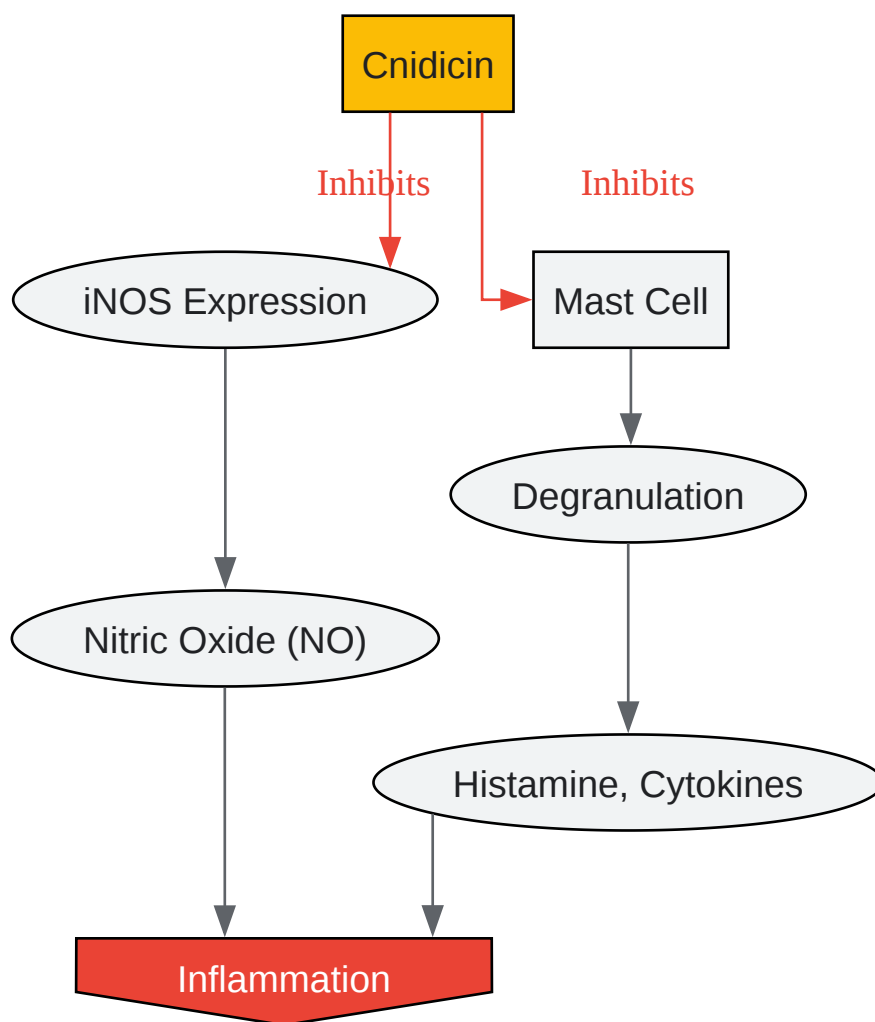 Cnidicin
Inhibits
Inhibits
iNOS Expression
Mast Cell
Degranulation
Nitric Oxide (NO)
Histamine, Cytokines
Inflammation